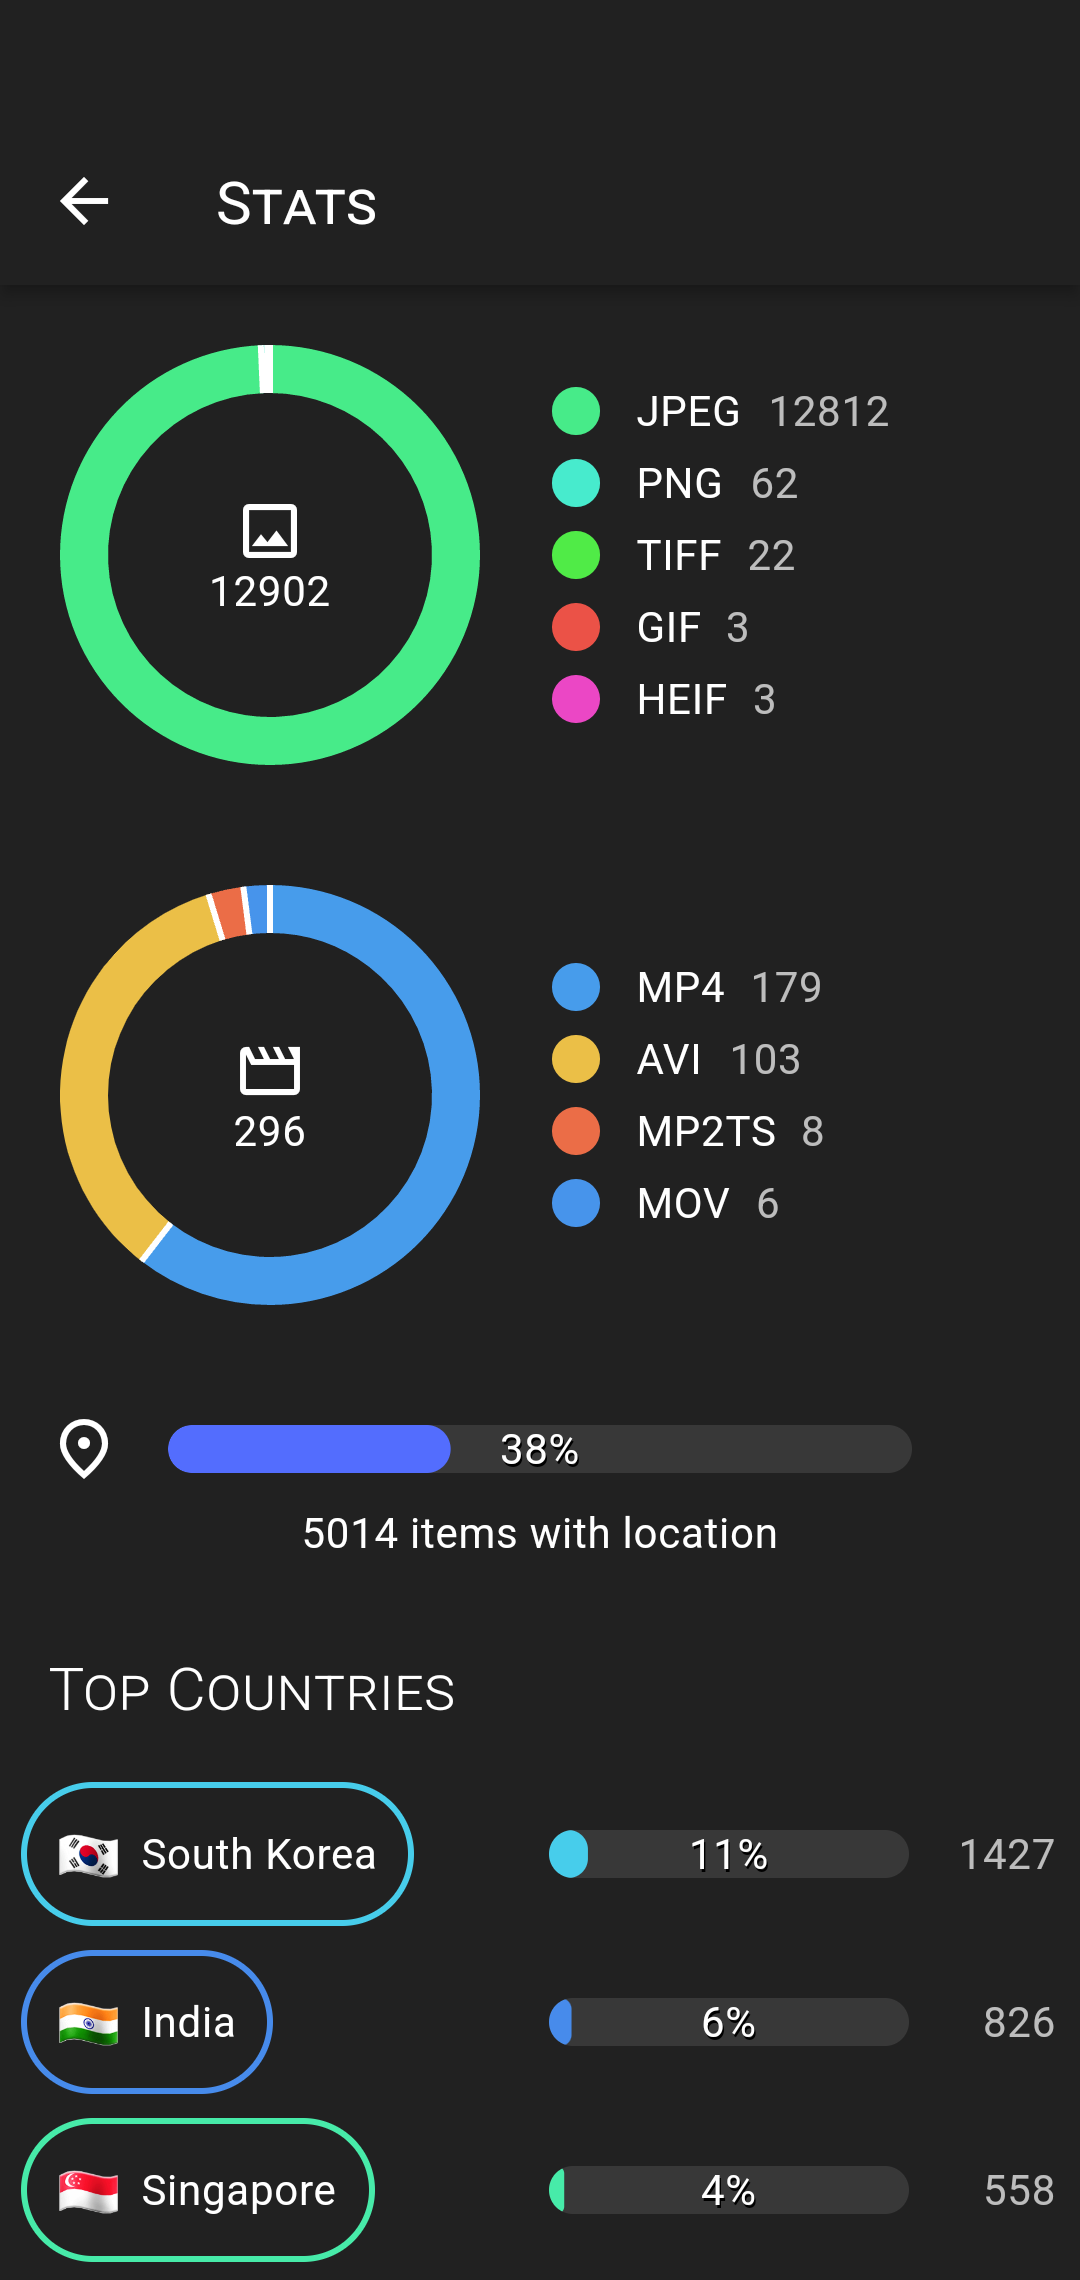 Stats
12902
JPEG 12812
PNG 62
TIFF 22
GIF 3
HEIF 3
296
MP4 179
AVI 103
MP2TS 8
MOV 6
38%
5014 items with location
Top Countries
South Korea 11% 1427
India 6% 826
Singapore 4% 558